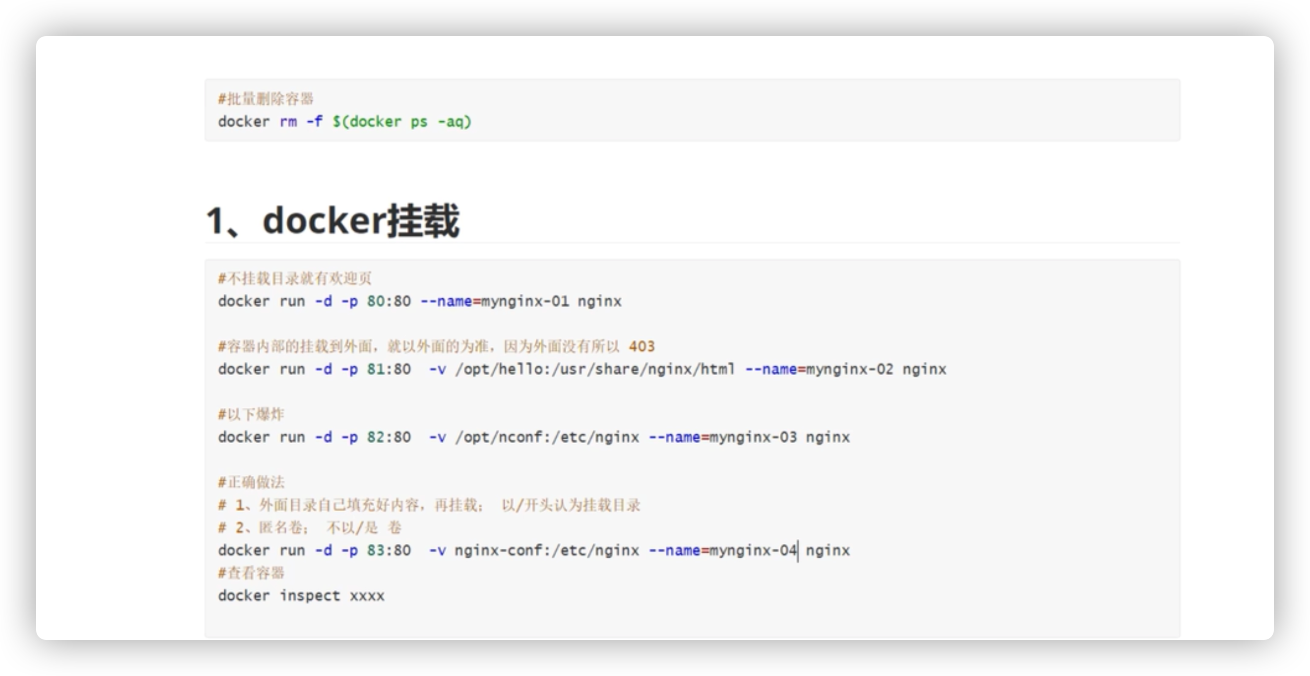 #批量删除容器
docker rm -f $(docker ps -aq)
1、docker挂载
#不挂载目录就有欢迎页
docker run -d -p 80:80 --name=mynginx-01 nginx
#容器内部的挂载到外面，就以外面的为准，因为外面没有所以 403
docker run -d -p 81:80  -v /opt/hello:/usr/share/nginx/html --name=mynginx-02 nginx
#以下爆炸
docker run -d -p 82:80  -v /opt/nconf:/etc/nginx --name=mynginx-03 nginx
#正确做法
# 1、外面目录自己填充好内容，再挂载； 以/开头认为挂载目录
# 2、匿名卷； 不以/是 卷
docker run -d -p 83:80  -v nginx-conf:/etc/nginx --name=mynginx-04 nginx
#查看容器
docker inspect xxxx